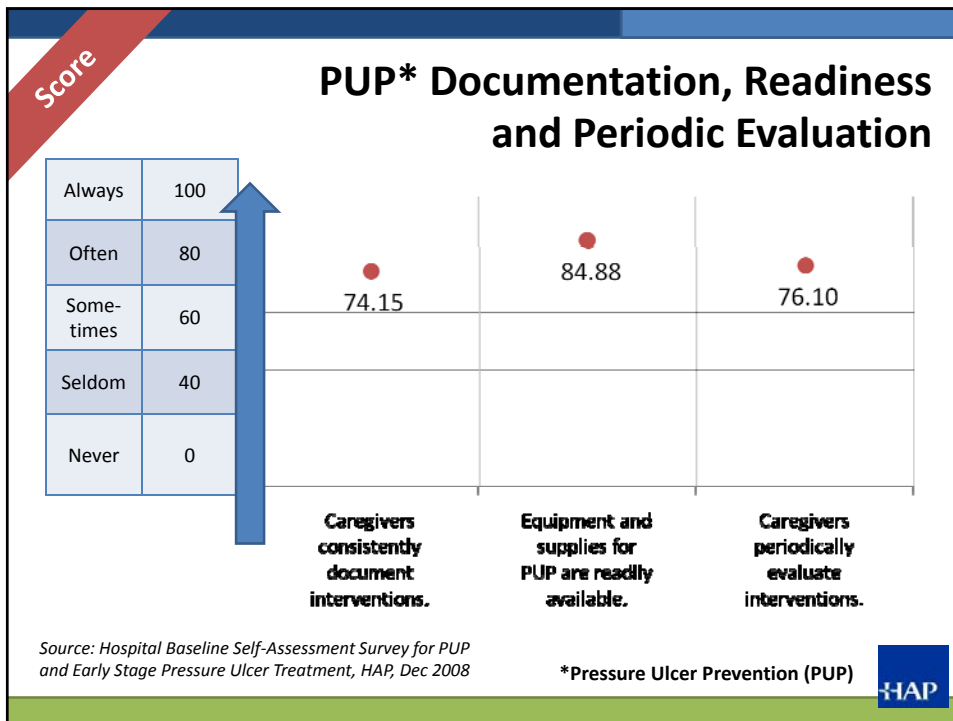 Score
PUP* Documentation, Readiness
and Periodic Evaluation
Always 100
Often 80
Some-
times 60
Seldom 40
Never 0
74.15
84.88
76.10
Caregivers
consistently
document
interventions.
Equipment and
supplies for
PUP are readily
available.
Caregivers
periodically
evaluate
interventions.
Source: Hospital Baseline Self-Assessment Survey for PUP
and Early Stage Pressure Ulcer Treatment, HAP, Dec 2008
*Pressure Ulcer Prevention (PUP)
HAP